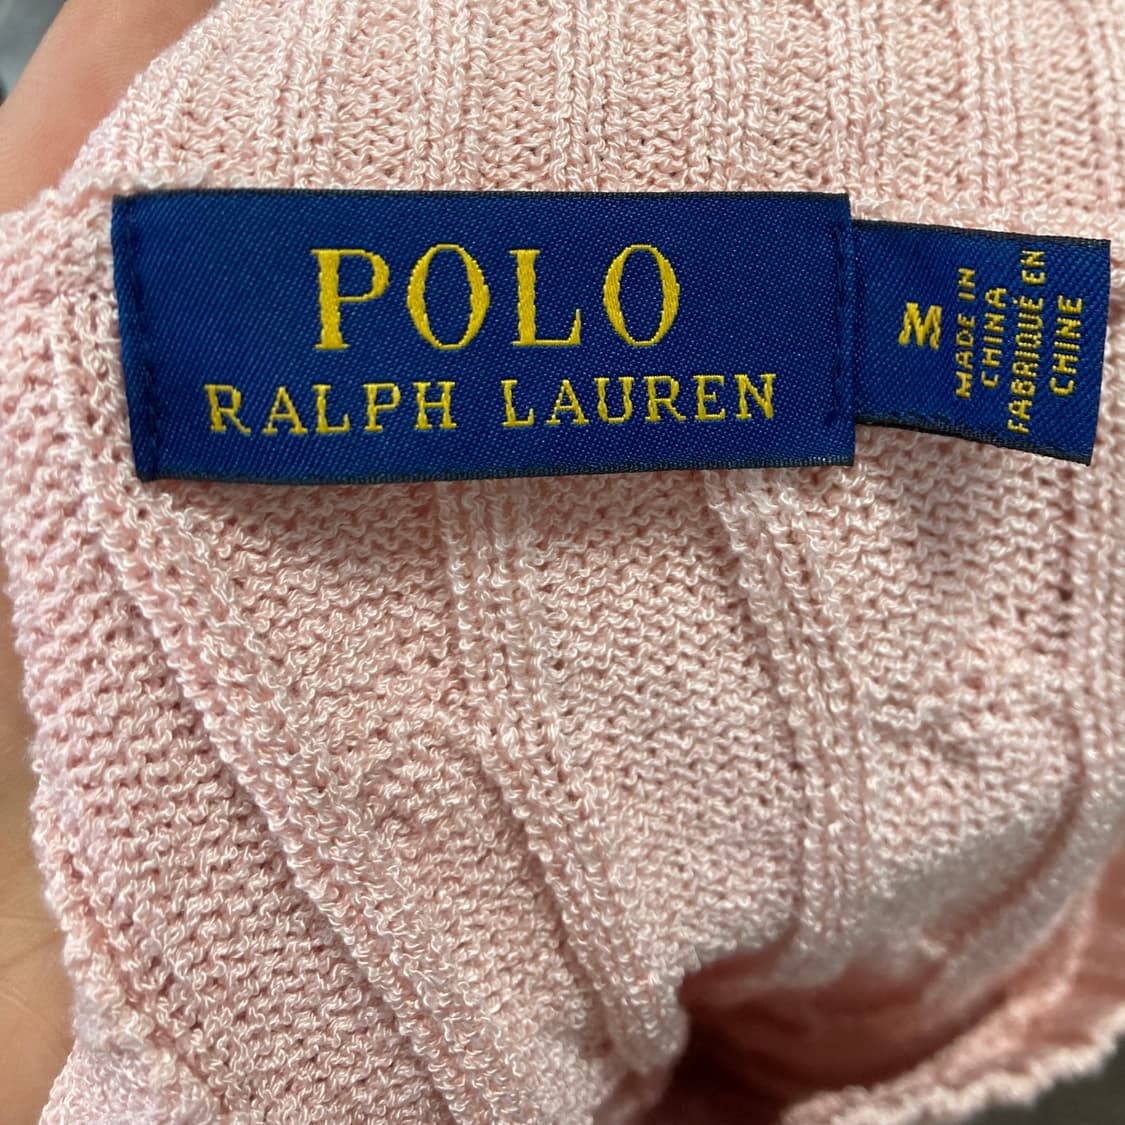 POLO
RALPH LAUREN
M
MADE IN
CHINA
FABRIQUÉ EN
CHINE